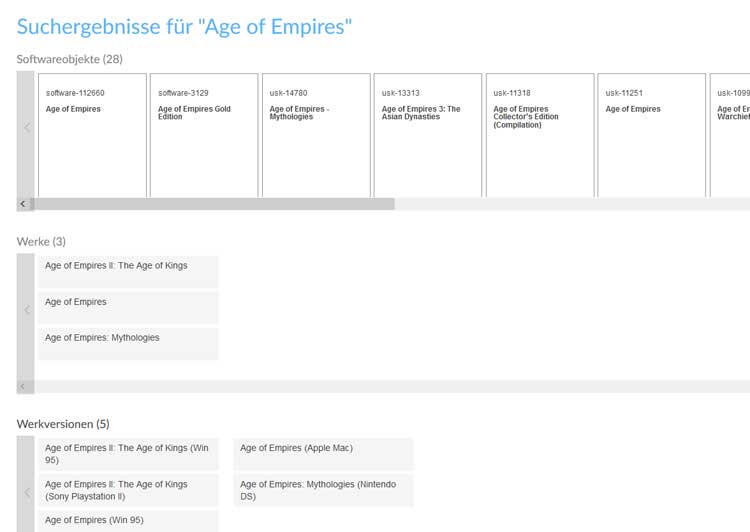 Suchergebnisse für "Age of Empires"
Softwareobjekte (28)
software-112660
Age of Empires
software-3129
Age of Empires Gold
Edition
usk-14780
Age of Empires -
Mythologies
usk-13313
Age of Empires 3: The
Asian Dynasties
usk-11318
Age of Empires
Collector's Edition
(Compilation)
usk-11251
Age of Empires
usk-1099
Age of Em
Warchief
Werke (3)
Age of Empires II: The Age of Kings
Age of Empires
Age of Empires: Mythologies
Werkversionen (5)
Age of Empires II: The Age of Kings (Win
95)
Age of Empires (Apple Mac)
Age of Empires II: The Age of Kings
(Sony Playstation II)
Age of Empires: Mythologies (Nintendo
DS)
Age of Empires (Win 95)